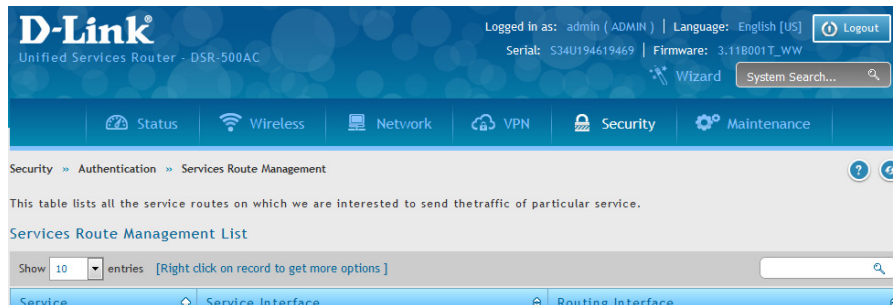 D-Link®
Unified Services Router - DSR-500AC
Logged in as: admin ( ADMIN ) | Language: English [US]
Logout
Serial: S34U194619469 | Firmware: 3.11B001T_WW
Wizard
System Search...
Status
Wireless
Network
VPN
Security
Maintenance
Security » Authentication » Services Route Management
?
This table lists all the service routes on which we are interested to send thetraffic of particular service.
Services Route Management List
Show 10 entries [Right click on record to get more options ]
Service
Service Interface
Routing Interface